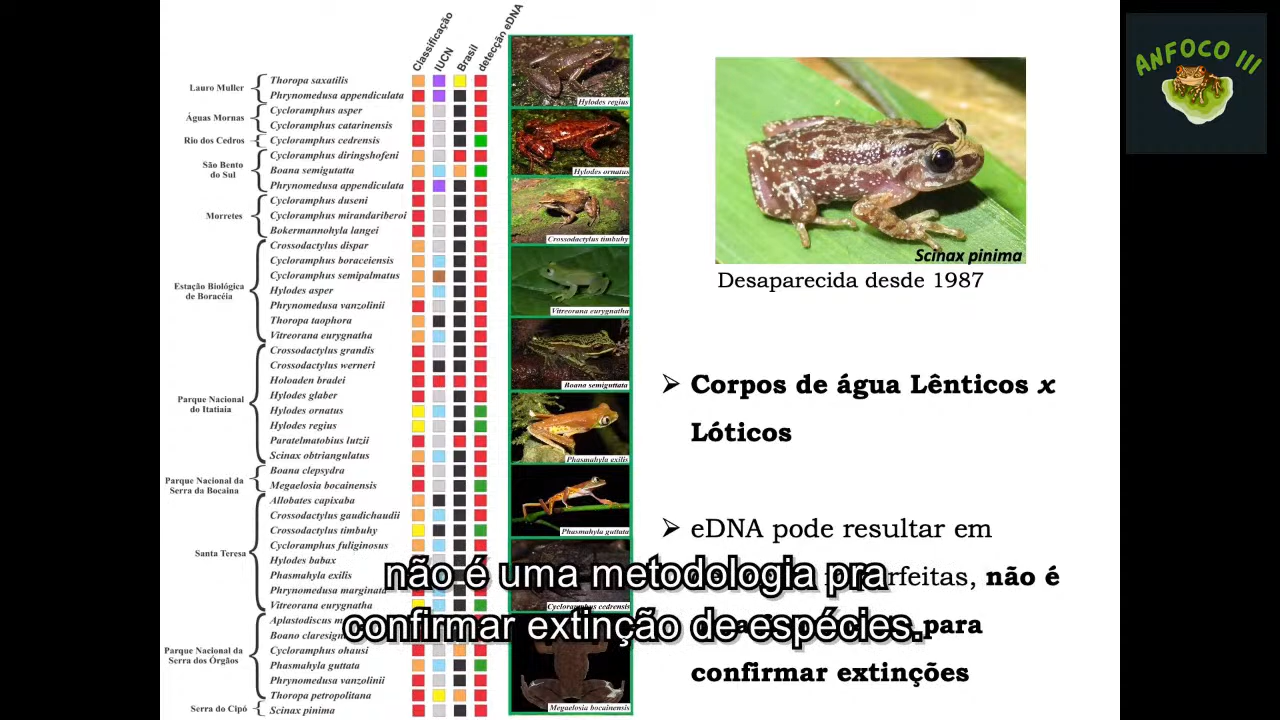 Classificação
IUCN
Brasil
detecção eDNA
Lauro Muller
Thoropa saxatilis
Phrynomedusa appendiculata
Águas Mornas
Cycloramphus asper
Cycloramphus catarinensis
Rio dos Cedros
Cycloramphus cedrensis
São Bento
do Sul
Cycloramphus diringshofeni
Boana semigutatta
Phrynomedusa appendiculata
Morretes
Cycloramphus duseni
Cycloramphus mirandariberoi
Bokermannohyla langei
Estação Biológica
de Boracéia
Crossodactylus dispar
Cycloramphus boraceiensis
Cycloramphus semipalmatus
Hylodes asper
Phrynomedusa vanzolinii
Thoropa taophora
Vitreorana eurygnatha
Parque Nacional
do Itatiaia
Crossodactylus grandis
Crossodactylus werneri
Holoaden bradei
Hylodes glaber
Hylodes ornatus
Hylodes regius
Paratelmatobius lutzii
Scinax obtriangulatus
Parque Nacional da
Serra da Bocaina
Boana clepsydra
Megaelosia bocainensis
Santa Teresa
Allobates capixaba
Crossodactylus gaudichaudii
Crossodactylus timbuhy
Cycloramphus fuliginosus
Hylodes babax
Phasmahyla exilis
Phrynomedusa marginata
Vitreorana eurygnatha
Parque Nacional da
Serra dos Órgãos
Aplastodiscus
Boano claresign
Cycloramphus ohausi
Phasmahyla guttata
Phrynomedusa vanzolinii
Thoropa petropolitana
Serra do Cipó
Scinax pinima
Hylodes regius
Hylodes ornatus
Crossodactylus timbuhy
Vitreorana eurygnatha
Boana semiguttata
Phasmahyla exilis
Phasmahyla guttata
Cycloramphus cedrensis
Megaelosia bocainensis
Scinax pinima
Desaparecida desde 1987
➢ Corpos de água Lênticos x
Lóticos
➢ eDNA pode resultar em
rfeitas, não é
para
confirmar extinções
não é uma metodologia pra
confirmar extinção de espécies.
ANFOCO III